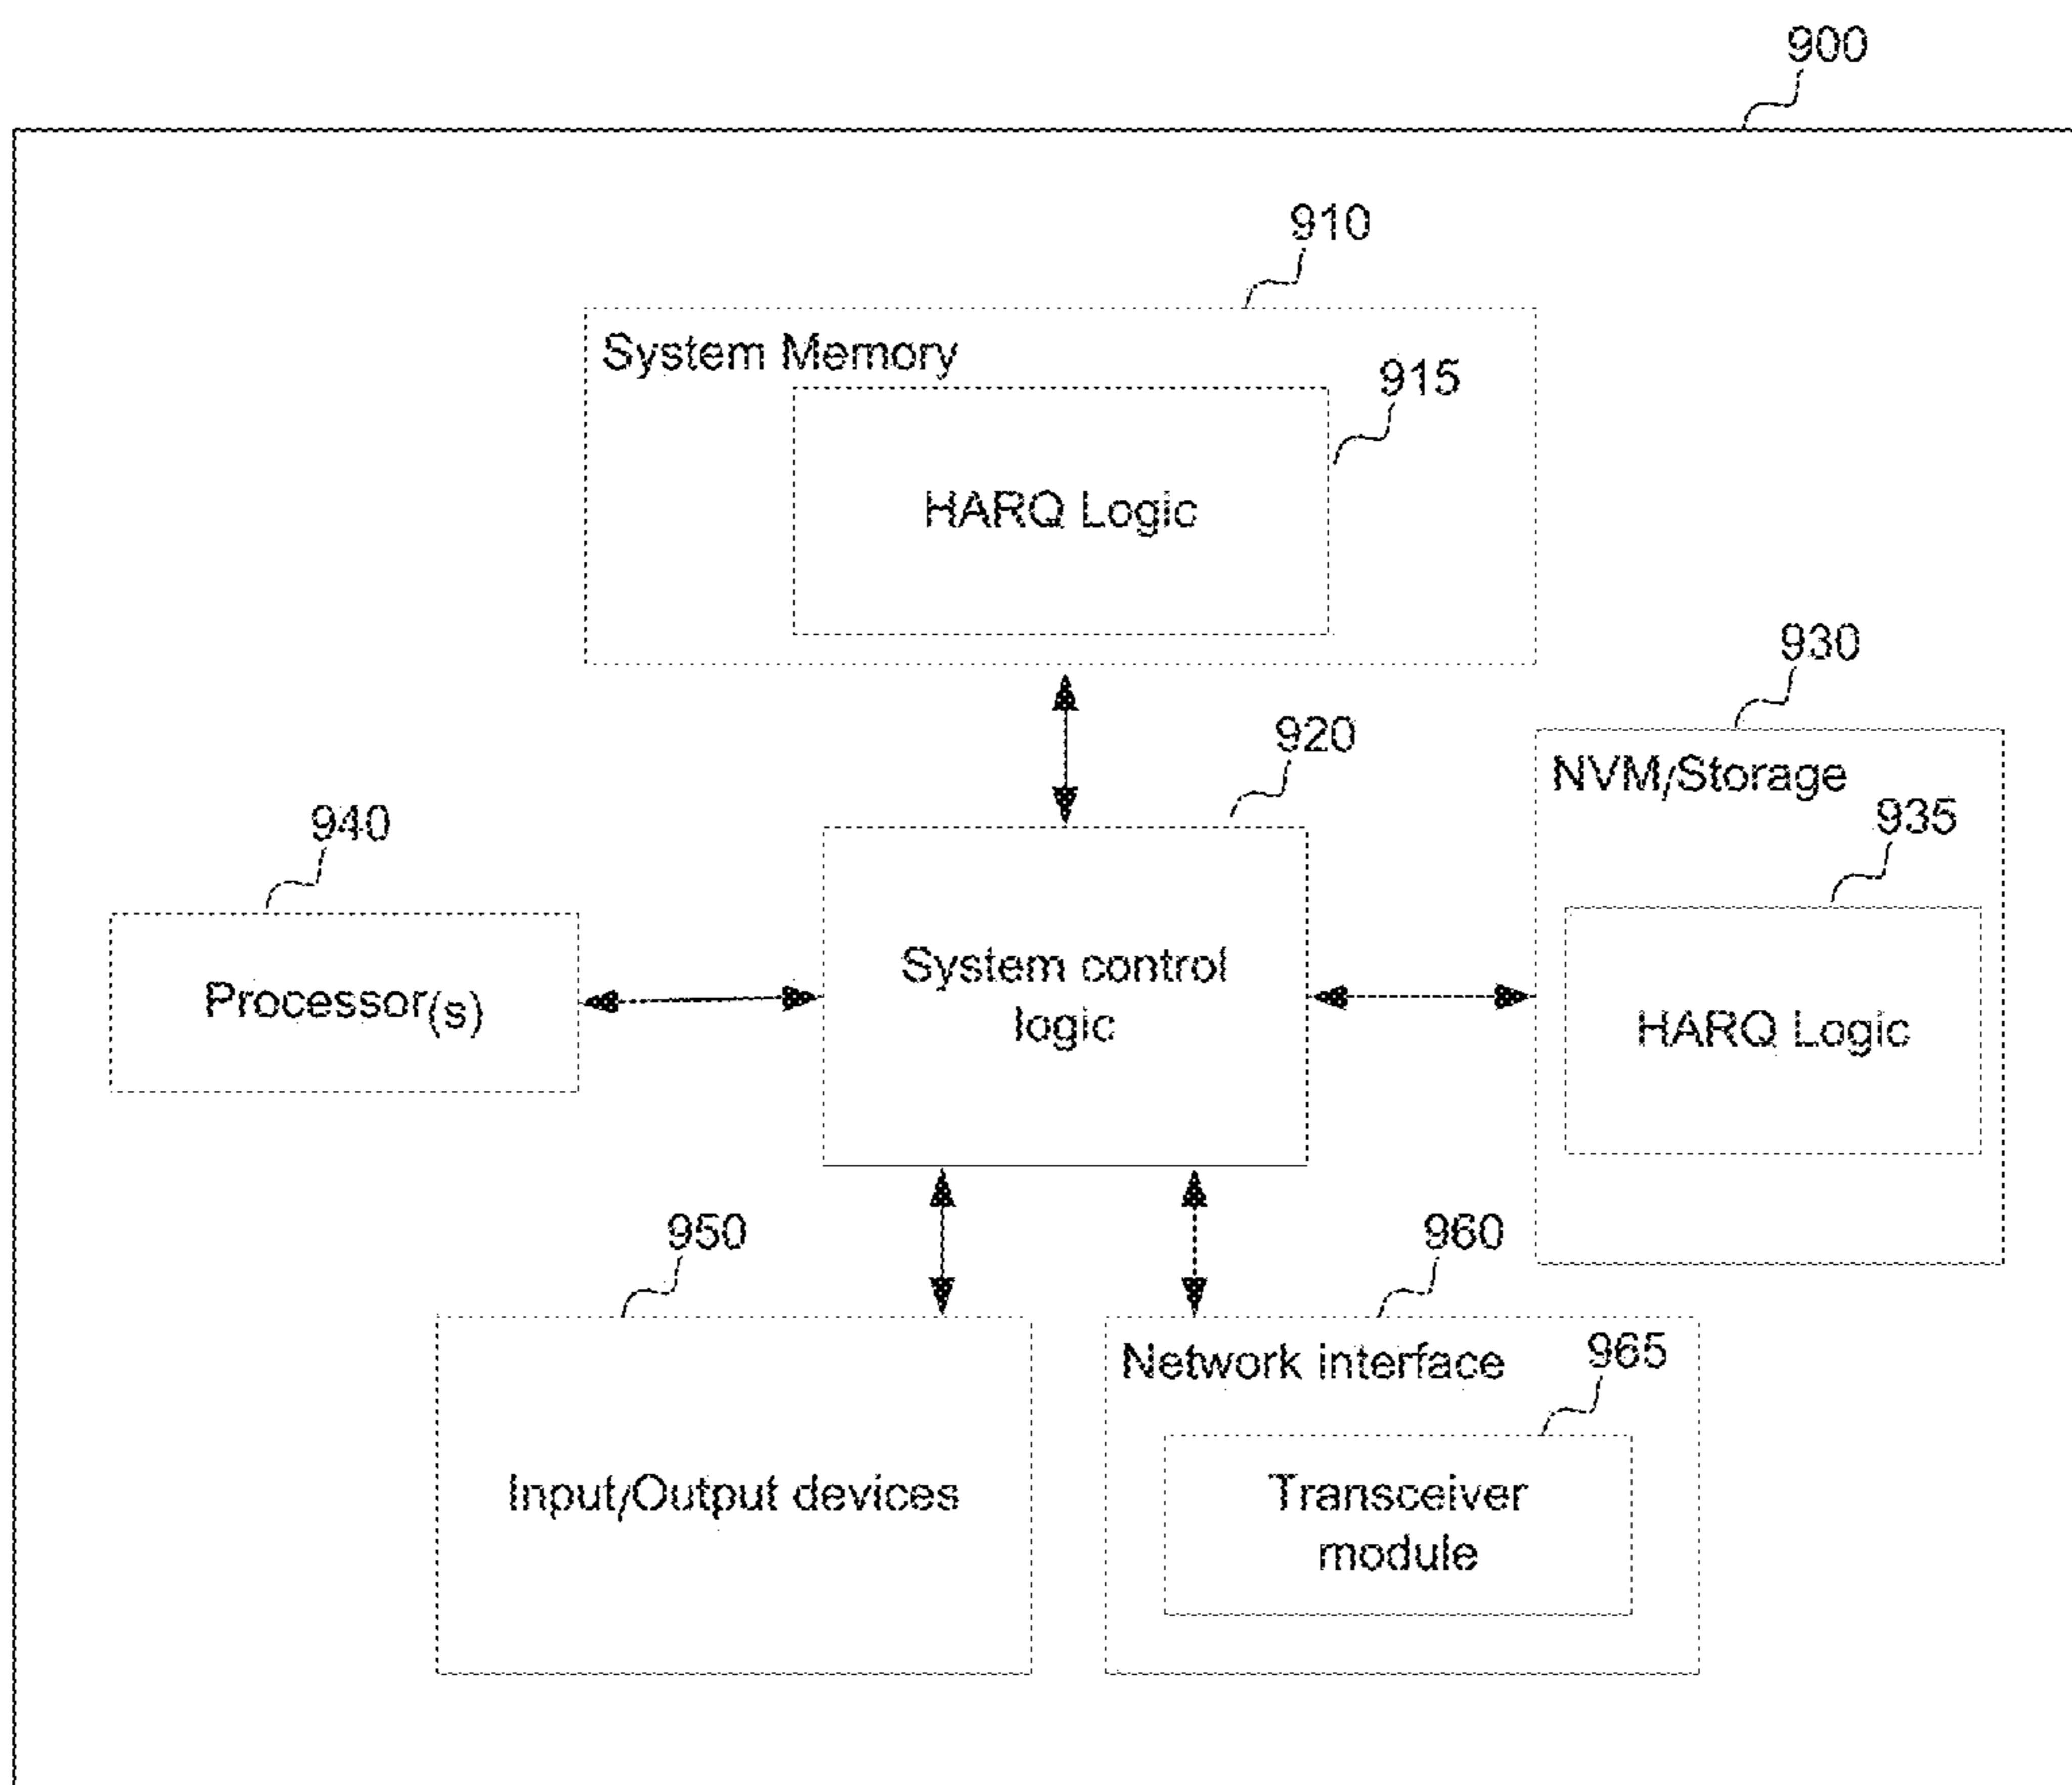 900
910
System Memory
915
HARQ Logic
930
920
NVM/Storage
940
935
System control
logic
Processor(s)
HARQ Logic
950
960
Network interface
965
Input/Output devices
Transceiver
module